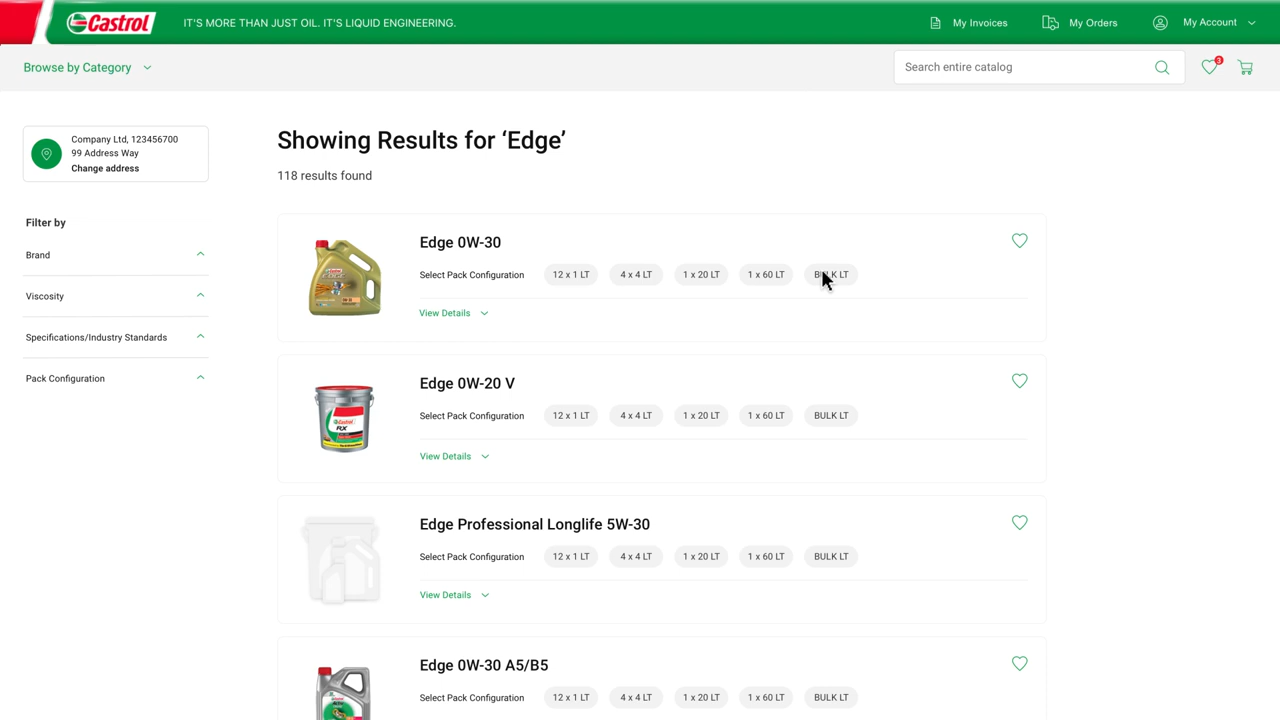 Castrol IT'S MORE THAN JUST OIL. IT'S LIQUID ENGINEERING. My Invoices My Orders My Account
Browse by Category Search entire catalog 3
Company Ltd, 123456700
99 Address Way
Change address
Filter by
Brand
Viscosity
Specifications/Industry Standards
Pack Configuration
Showing Results for ‘Edge’
118 results found
Edge 0W-30
Select Pack Configuration 12 x 1 LT 4 x 4 LT 1 x 20 LT 1 x 60 LT BULK LT
View Details
Edge 0W-20 V
Select Pack Configuration 12 x 1 LT 4 x 4 LT 1 x 20 LT 1 x 60 LT BULK LT
View Details
Castrol
RX
Edge Professional Longlife 5W-30
Select Pack Configuration 12 x 1 LT 4 x 4 LT 1 x 20 LT 1 x 60 LT BULK LT
View Details
Edge 0W-30 A5/B5
Select Pack Configuration 12 x 1 LT 4 x 4 LT 1 x 20 LT 1 x 60 LT BULK LT